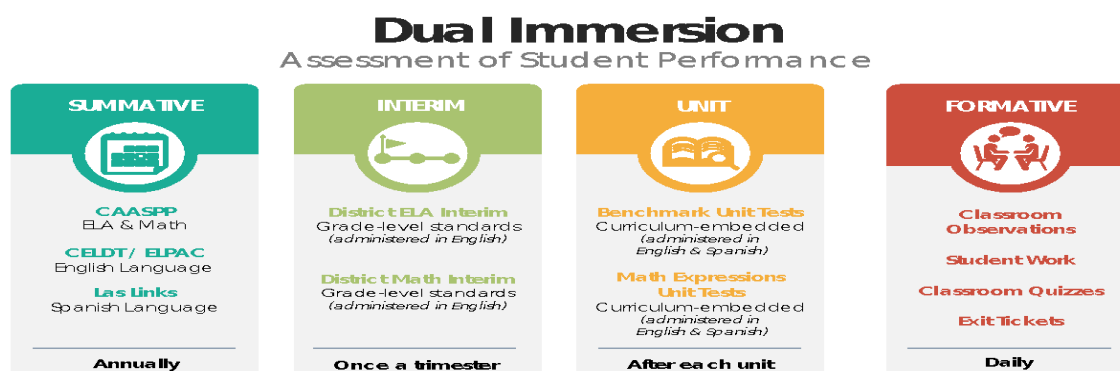 Dual Immersion
Assessment of Student Performance
SUMMATIVE
CAASPP
ELA & Math
CELDT/ ELPAC
English Language
Las Links
Spanish Language
Annually
INTERIM
District ELA Interim
Grade-level standards
(administered in English)
District Math Interim
Grade-level standards
(administered in English)
Once a trimester
UNIT
Benchmark Unit Tests
Curriculum-embedded
(administered in
English & Spanish)
Math Expressions
Unit Tests
Curriculum-embedded
(administered in
English & Spanish)
After each unit
FORMATIVE
Classroom
Observations
Student Work
Classroom Quizzes
Exit Tickets
Daily